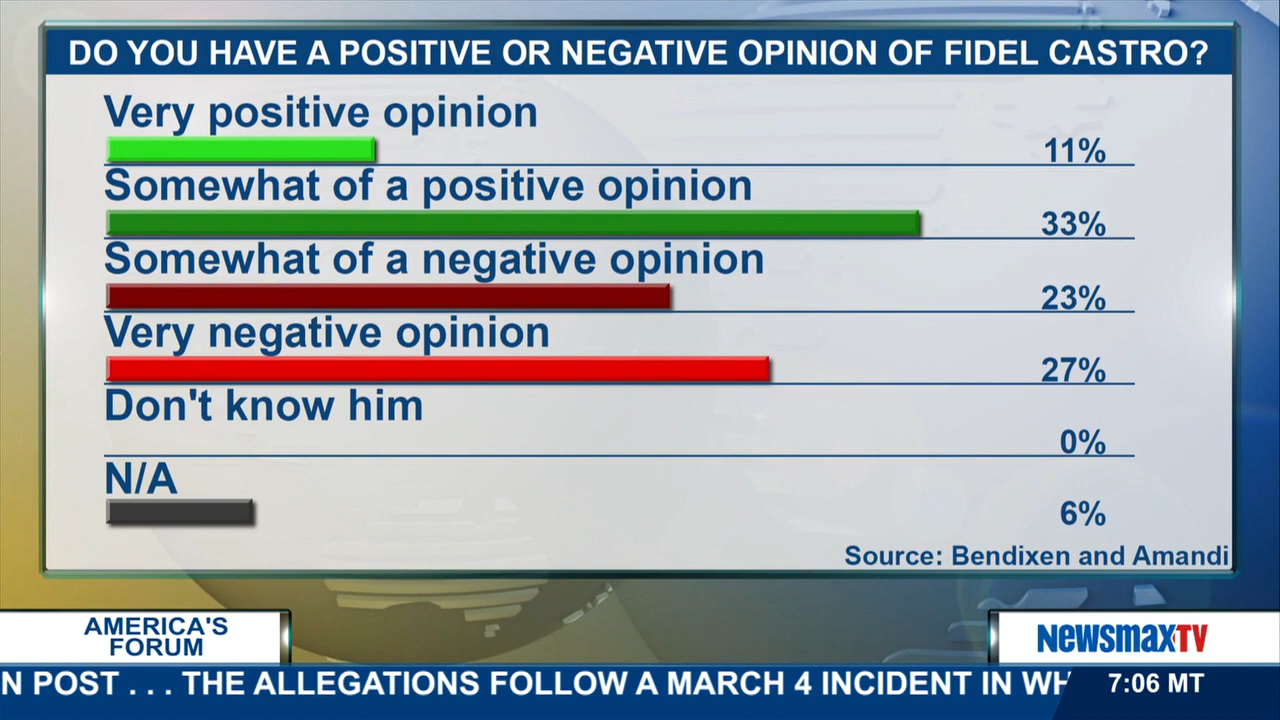 DO YOU HAVE A POSITIVE OR NEGATIVE OPINION OF FIDEL CASTRO?
Very positive opinion
11%
Somewhat of a positive opinion
33%
Somewhat of a negative opinion
23%
Very negative opinion
27%
Don't know him
0%
N/A
6%
Source: Bendixen and Amandi
AMERICA'S
FORUM
NEWSMAXTV
N POST . . . THE ALLEGATIONS FOLLOW A MARCH 4 INCIDENT IN WH
7:06 MT